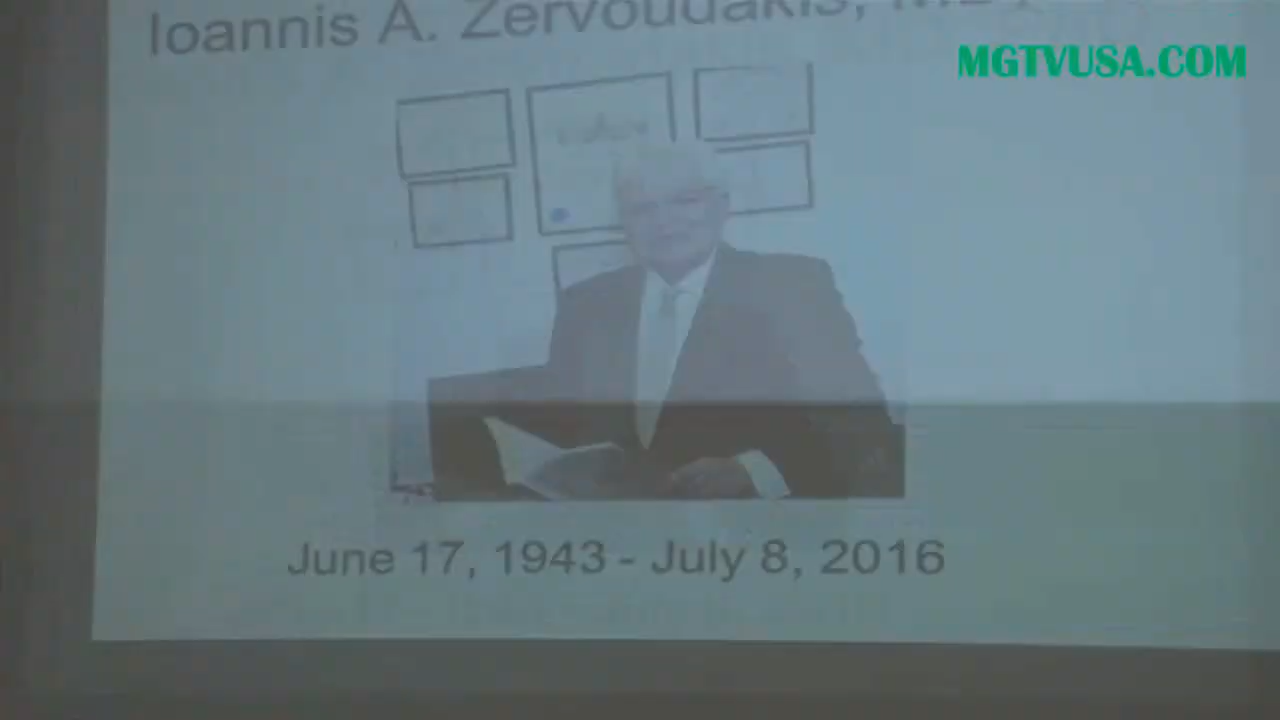 Ioannis A. Zervoudakis,
MGTVUSA.COM
June 17, 1943 - July 8, 2016